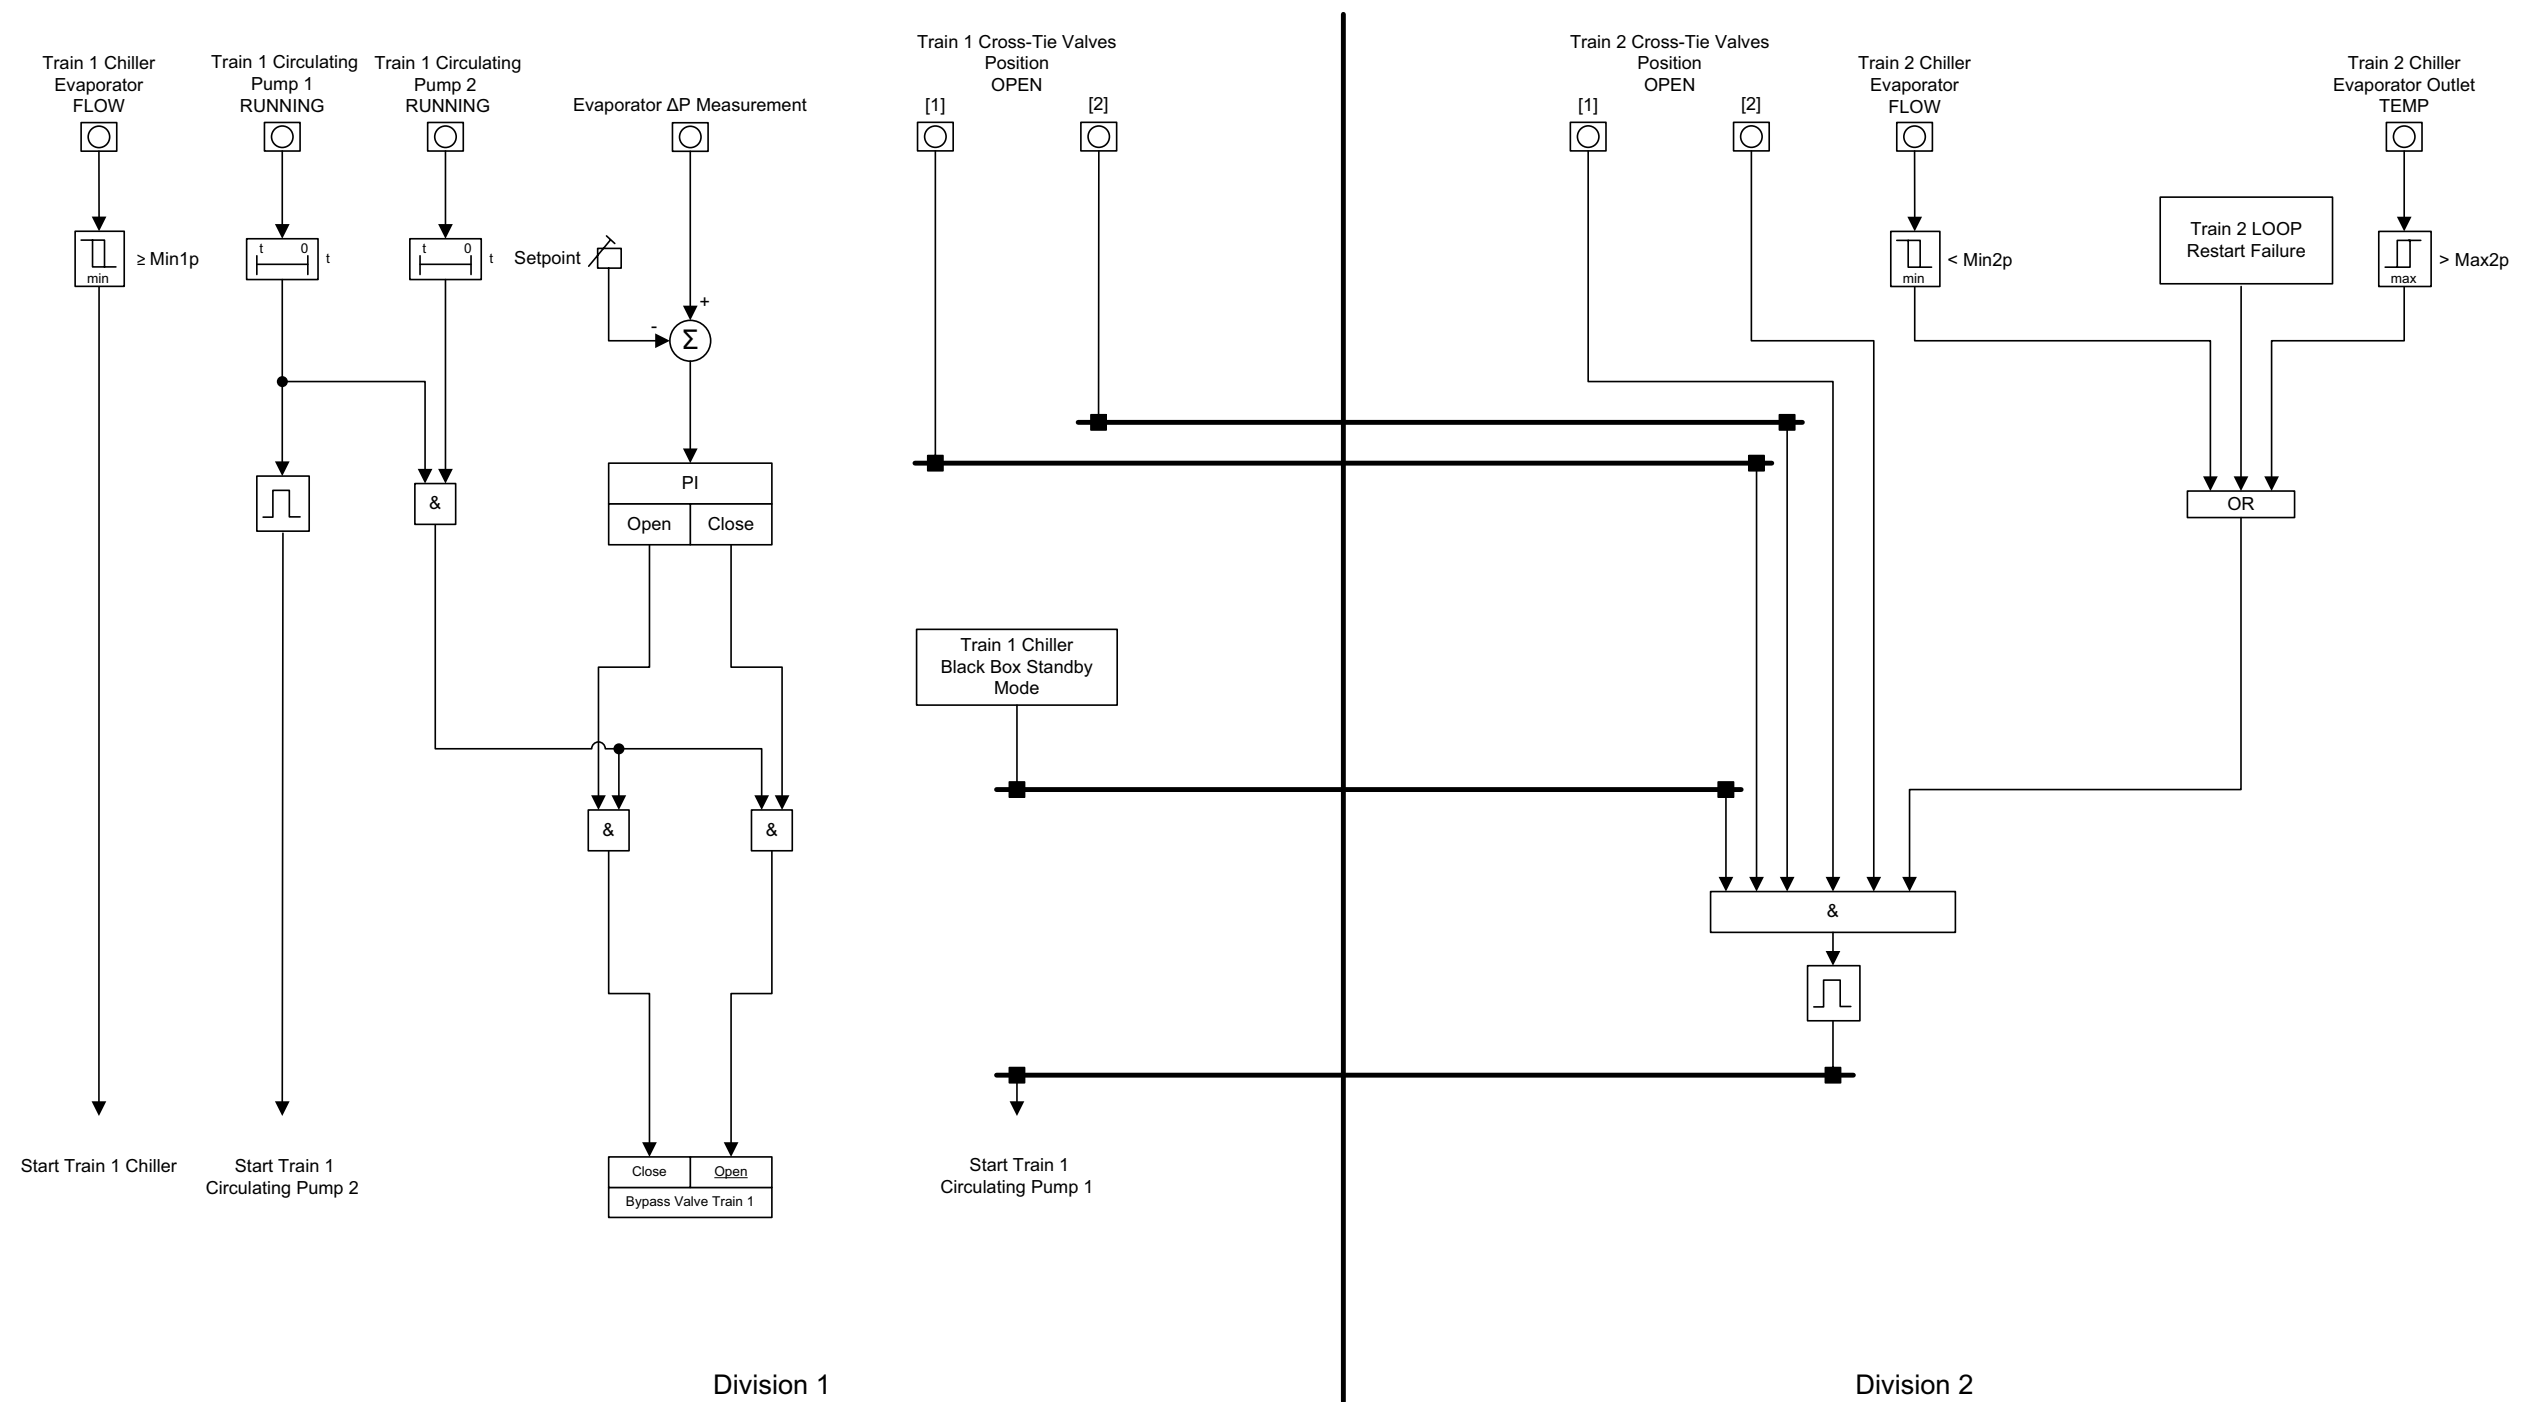 Train 1 Chiller
Evaporator
FLOW
Train 1 Circulating
Pump 1
RUNNING
Train 1 Circulating
Pump 2
RUNNING
Evaporator ΔP Measurement
Train 1 Cross-Tie Valves
Position
OPEN
[1]
[2]
Train 2 Cross-Tie Valves
Position
OPEN
[1]
[2]
Train 2 Chiller
Evaporator
FLOW
Train 2 Chiller
Evaporator Outlet
TEMP
min
≥ Min1p
t 0
t
t 0
t
Setpoint
+
-
Σ
min
< Min2p
Train 2 LOOP
Restart Failure
max
> Max2p
&
PI
Open
Close
OR
Train 1 Chiller
Black Box Standby
Mode
&
&
&
Start Train 1 Chiller
Start Train 1
Circulating Pump 2
Close
Open
Bypass Valve Train 1
Start Train 1
Circulating Pump 1
Division 1
Division 2